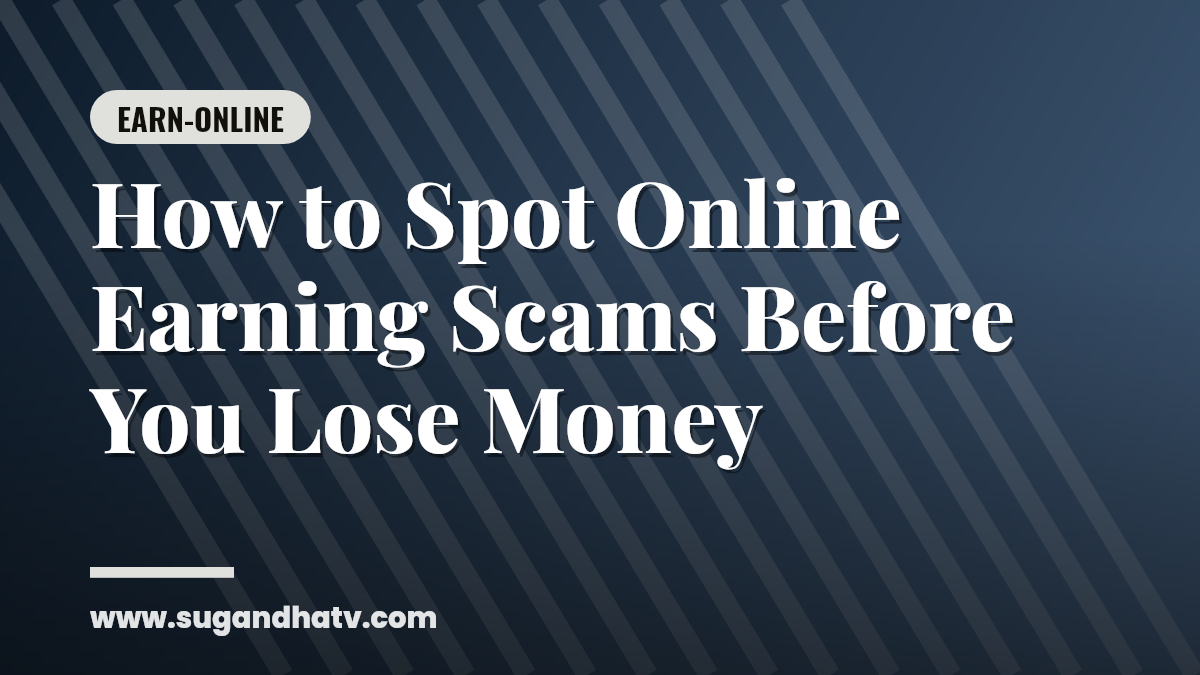 EARN-ONLINE
How to Spot Online
Earning Scams Before
You Lose Money
www.sugandhatv.com